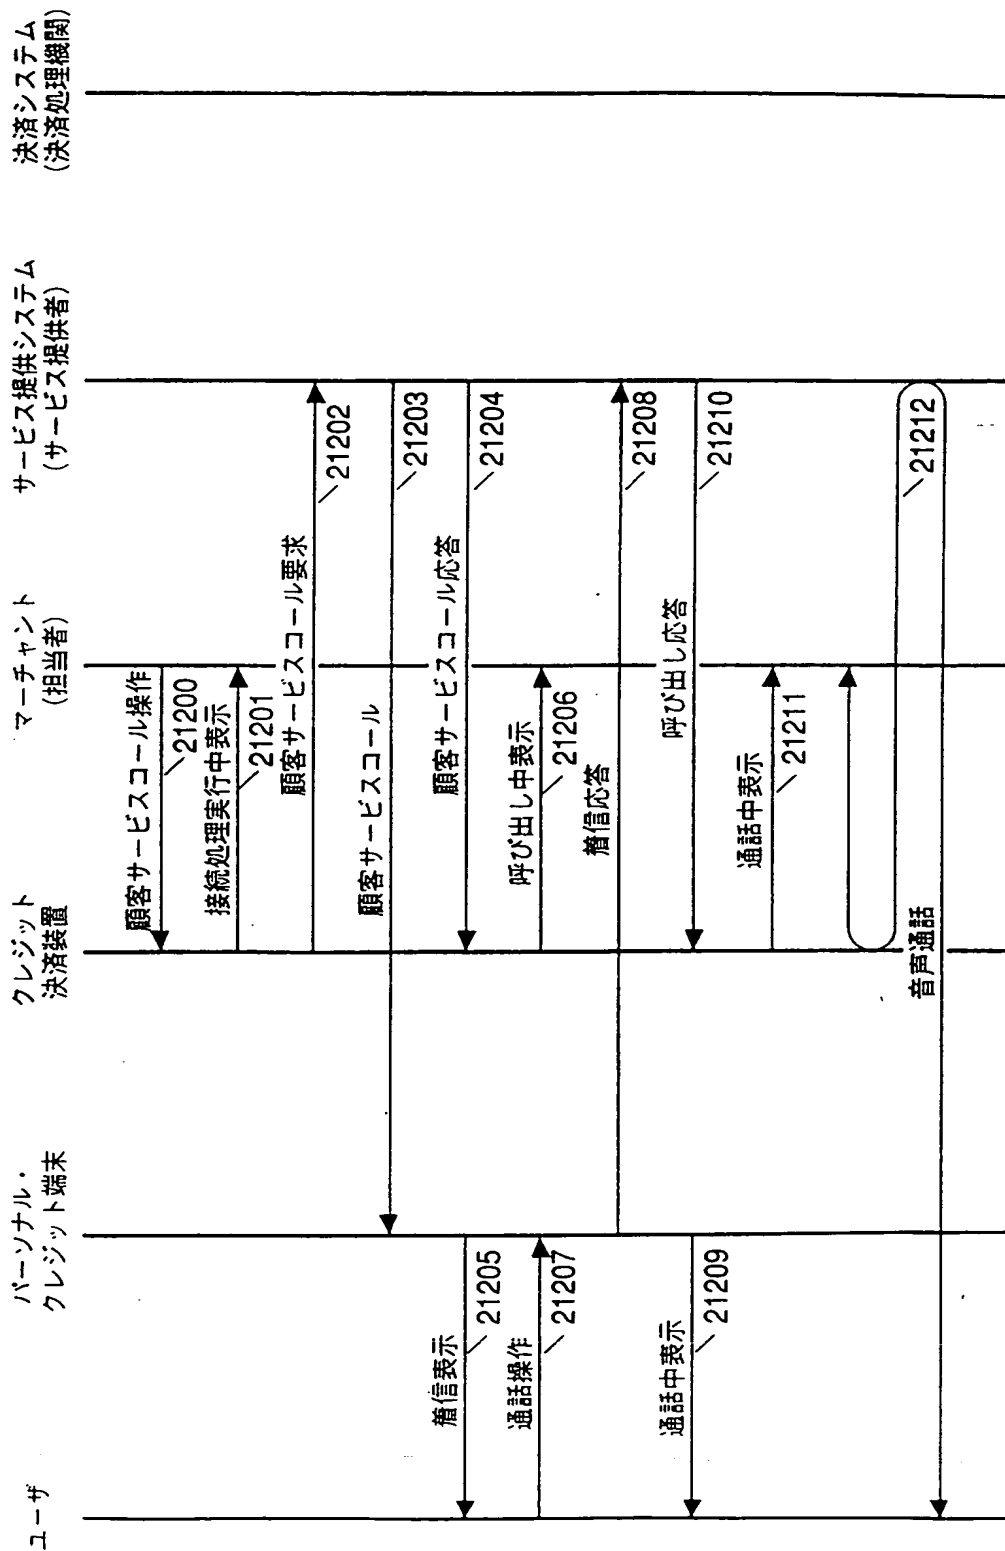 ユーザ
パーソナル・
クレジット端末
クレジット
決済装置
マーチャント
(担当者)
サービス提供システム
(サービス提供者)
決済システム
(決済処理機関)
顧客サービスコール操作
21200
接続処理実行中表示
21201
顧客サービスコール要求
21202
顧客サービスコール
21203
顧客サービスコール応答
21204
着信表示
21205
呼び出し中表示
21206
通話操作
21207
着信応答
21208
通話中表示
21209
呼び出し応答
21210
通話中表示
21211
音声通話
21212